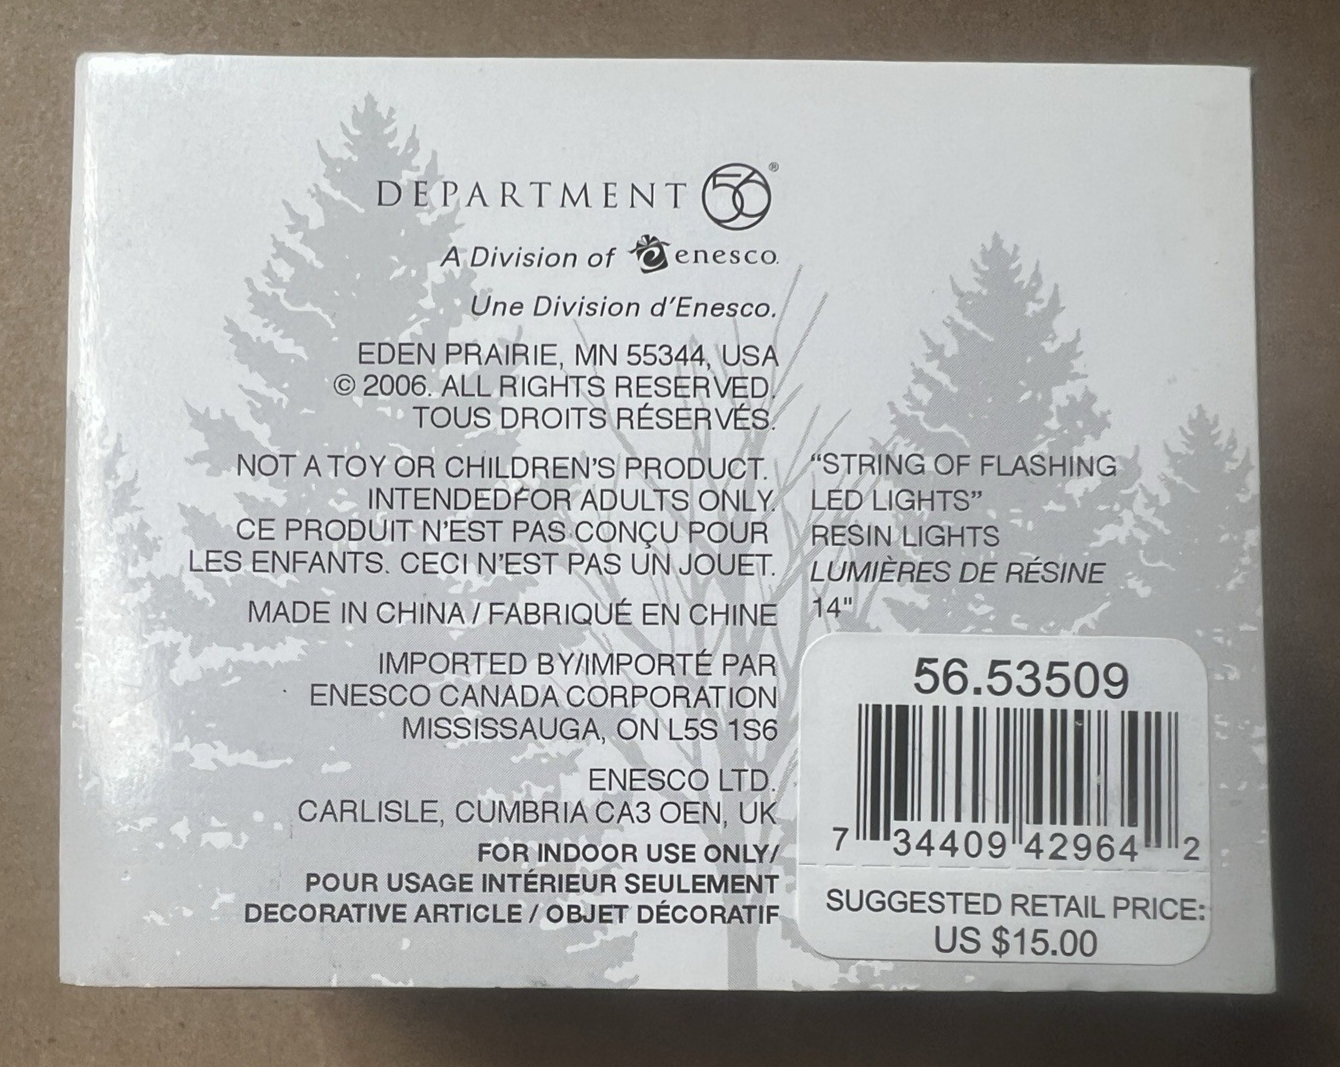 DEPARTMENT 56®
A Division of enesco.
Une Division d'Enesco.
EDEN PRAIRIE, MN 55344, USA
© 2006. ALL RIGHTS RESERVED.
TOUS DROITS RÉSERVÉS.
NOT A TOY OR CHILDREN'S PRODUCT.
INTENDEDFOR ADULTS ONLY.
CE PRODUIT N'EST PAS CONÇU POUR
LES ENFANTS. CECI N'EST PAS UN JOUET.
MADE IN CHINA / FABRIQUÉ EN CHINE
IMPORTED BY/IMPORTÉ PAR
ENESCO CANADA CORPORATION
MISSISSAUGA, ON L5S 1S6
ENESCO LTD.
CARLISLE, CUMBRIA CA3 OEN, UK
FOR INDOOR USE ONLY/
POUR USAGE INTÉRIEUR SEULEMENT
DECORATIVE ARTICLE / OBJET DÉCORATIF
“STRING OF FLASHING
LED LIGHTS”
RESIN LIGHTS
LUMIÈRES DE RÉSINE
14"
56.53509
7 34409 42964 2
SUGGESTED RETAIL PRICE:
US $15.00